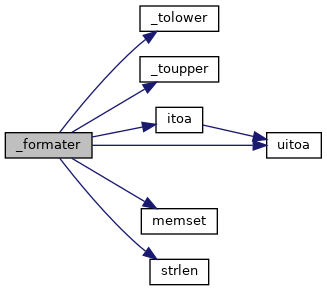 _tolower
_toupper
itoa
_formater
uitoa
memset
strlen